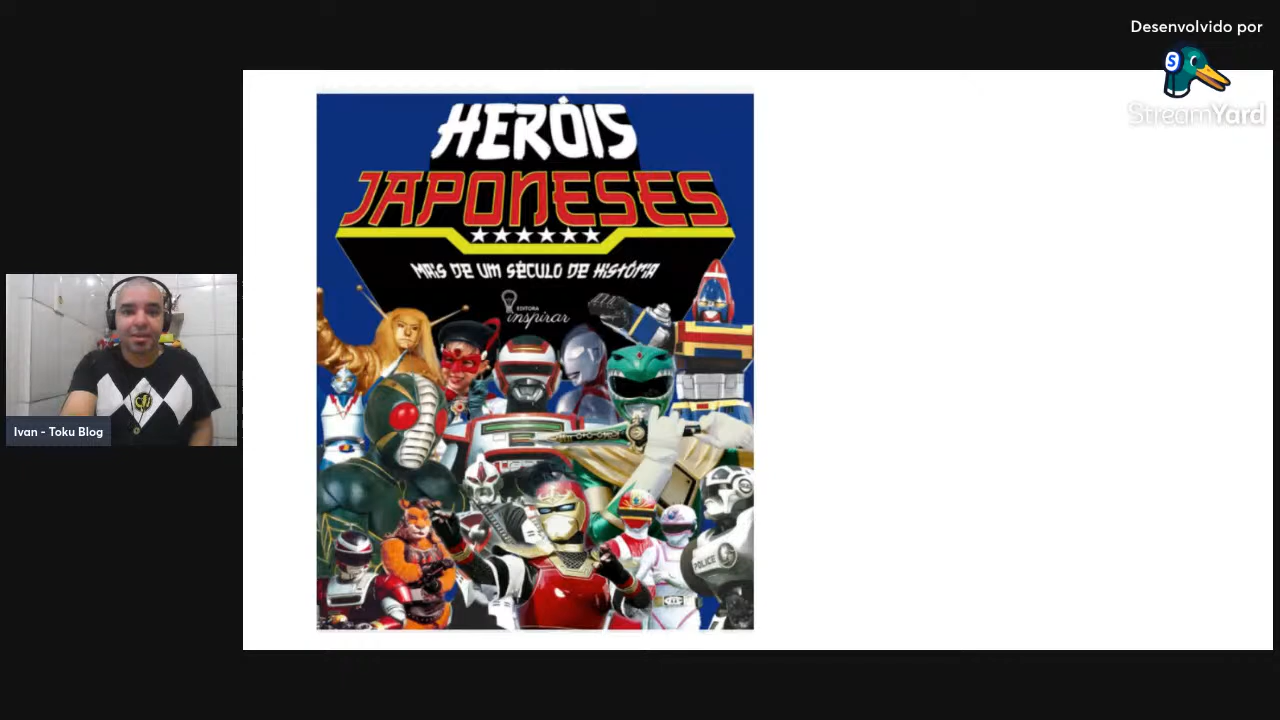 Desenvolvido por
StreamYard
HERÓIS
JAPONESES
MAIS DE UM SÉCULO DE HISTÓRIA
EDITORA
inspirar
POLICE
Ivan - Toku Blog